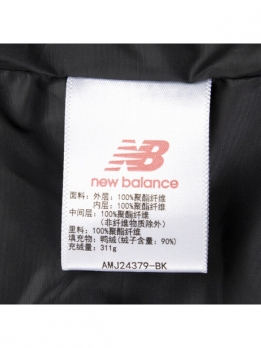 NB
new balance
面料：外层：100%聚酯纤维
内层：100%聚酯纤维
中间层：100%聚酯纤维
（非纤维物质除外）
里料：100%聚酯纤维
填充物：鸭绒（绒子含量：90%）
充绒量：311g
AMJ24379-BK